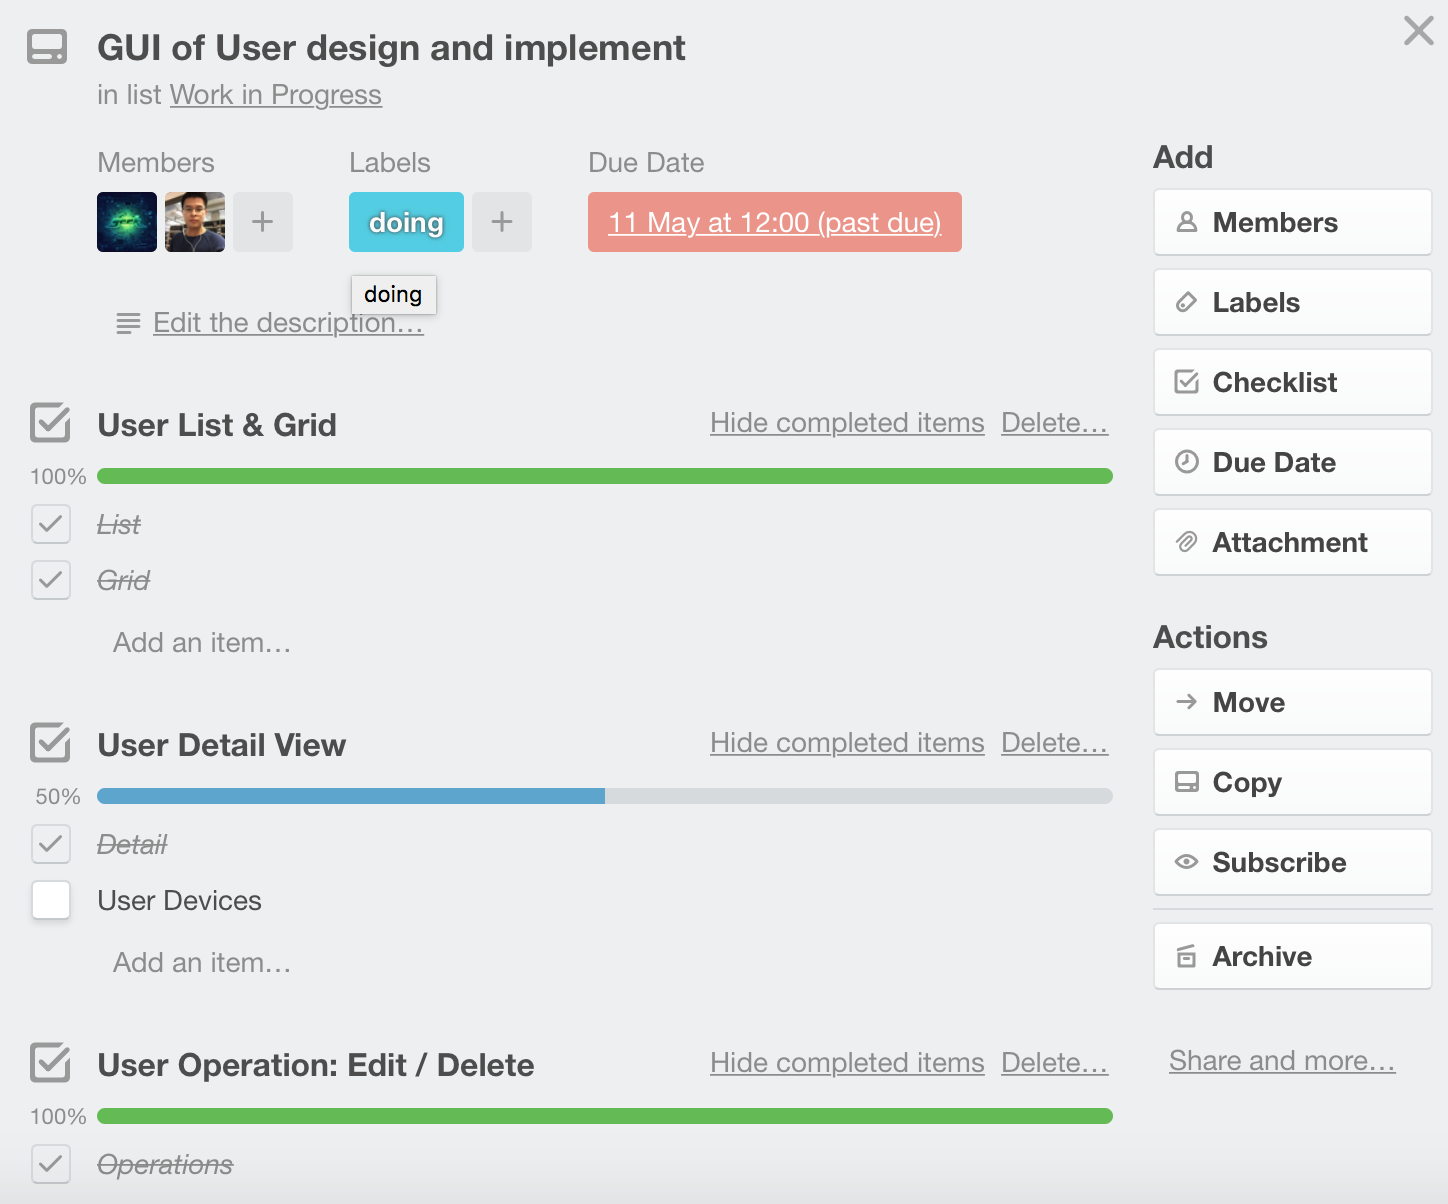 GUI of User design and implement
in list Work in Progress
Members
Labels
Due Date
doing
11 May at 12:00 (past due)
doing
Edit the description…
User List & Grid
Hide completed items Delete…
100%
List
Grid
Add an item…
User Detail View
Hide completed items Delete…
50%
Detail
User Devices
Add an item…
User Operation: Edit / Delete
Hide completed items Delete…
100%
Operations
Add
Members
Labels
Checklist
Due Date
Attachment
Actions
Move
Copy
Subscribe
Archive
Share and more…